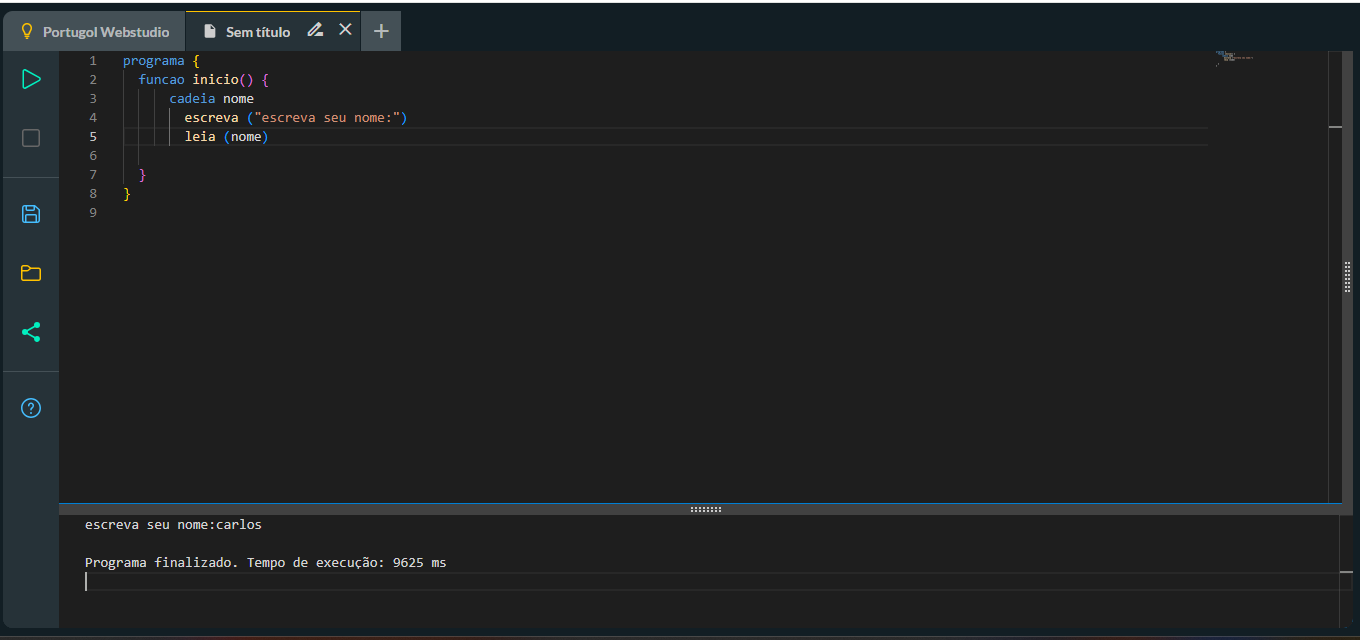 Portugol Webstudio
Sem título
1 programa {
2 funcao inicio() {
3 cadeia nome
4 escreva ("escreva seu nome:")
5 leia (nome)
6
7 }
8 }
9
escreva seu nome:carlos
Programa finalizado. Tempo de execução: 9625 ms